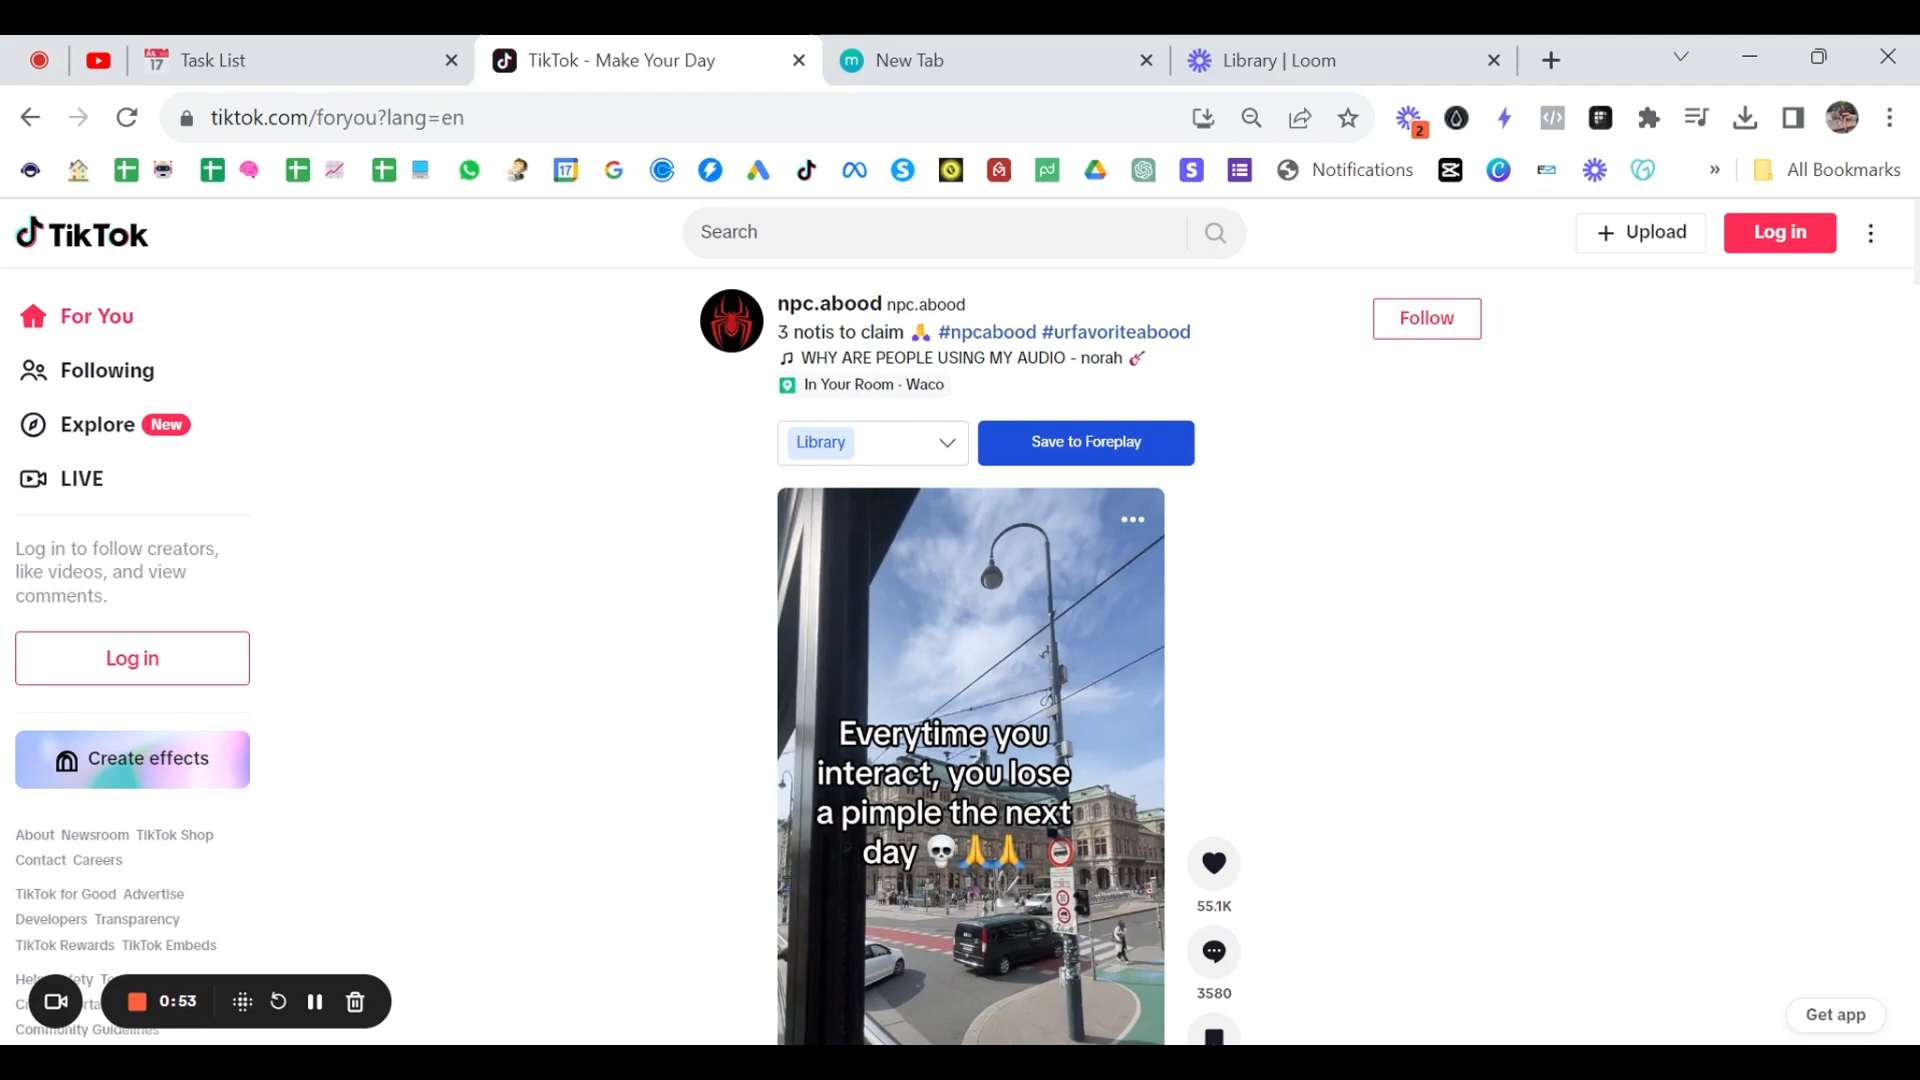 17
Task List
TikTok - Make Your Day
m
New Tab
Library | Loom
tiktok.com/foryou?lang=en
2
17
Notifications
All Bookmarks
TikTok
Search
Upload
Log in
For You
Following
Explore New
LIVE
Log in to follow creators,
like videos, and view
comments.
Log in
Create effects
About Newsroom TikTok Shop
Contact Careers
TikTok for Good Advertise
Developers Transparency
TikTok Rewards TikTok Embeds
0:53
Community Guidelines
npc.abood npc.abood
3 notis to claim 🙏 #npcabood #urfavoriteabood
WHY ARE PEOPLE USING MY AUDIO - norah 🎸
In Your Room · Waco
Follow
Library
Save to Foreplay
Everytime you
interact, you lose
a pimple the next
day 💀🙏🙏
55.1K
3580
Get app